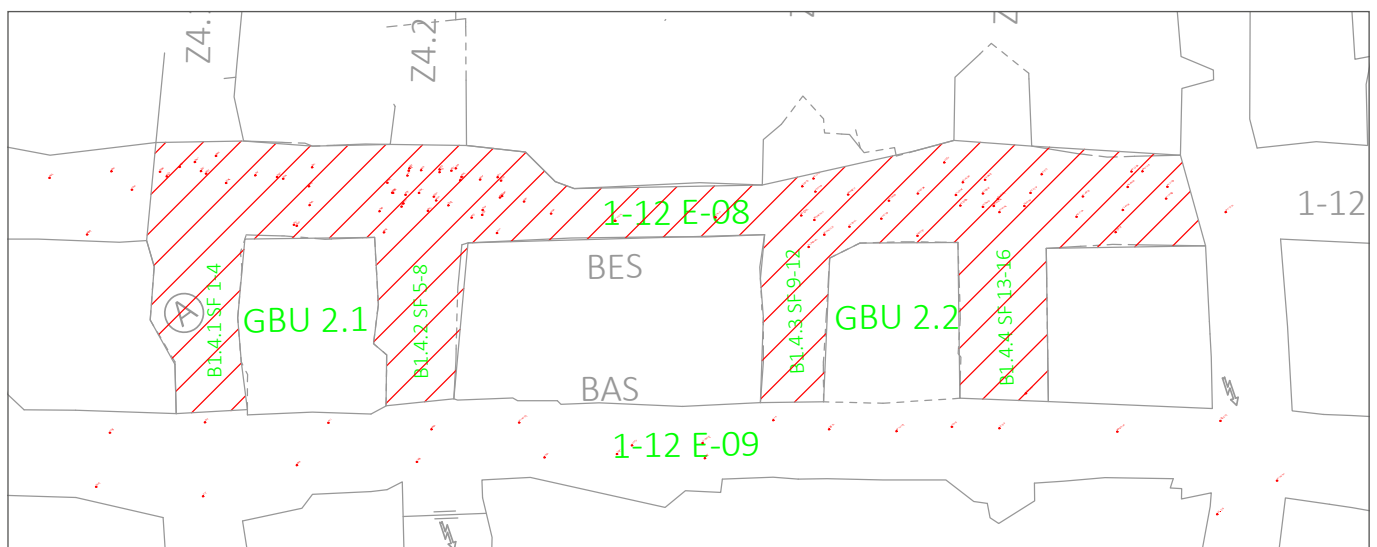 Z4.
Z4.2
1-12 E-08
1-12
BES
B1.4.1 SF 1-4
GBU 2.1
B1.4.2 SF 5-8
B1.4.3 SF 9-12
GBU 2.2
B1.4.4 SF 13-16
A
BAS
1-12 E-09